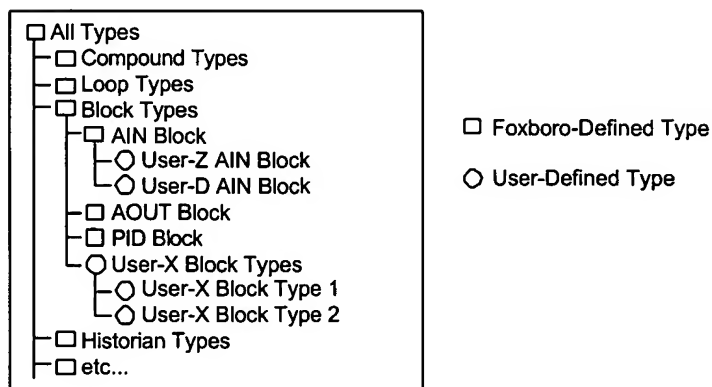 All Types
Compound Types
Loop Types
Block Types
AIN Block
User-Z AIN Block
User-D AIN Block
AOUT Block
PID Block
User-X Block Types
User-X Block Type 1
User-X Block Type 2
Historian Types
etc...
Foxboro-Defined Type
User-Defined Type